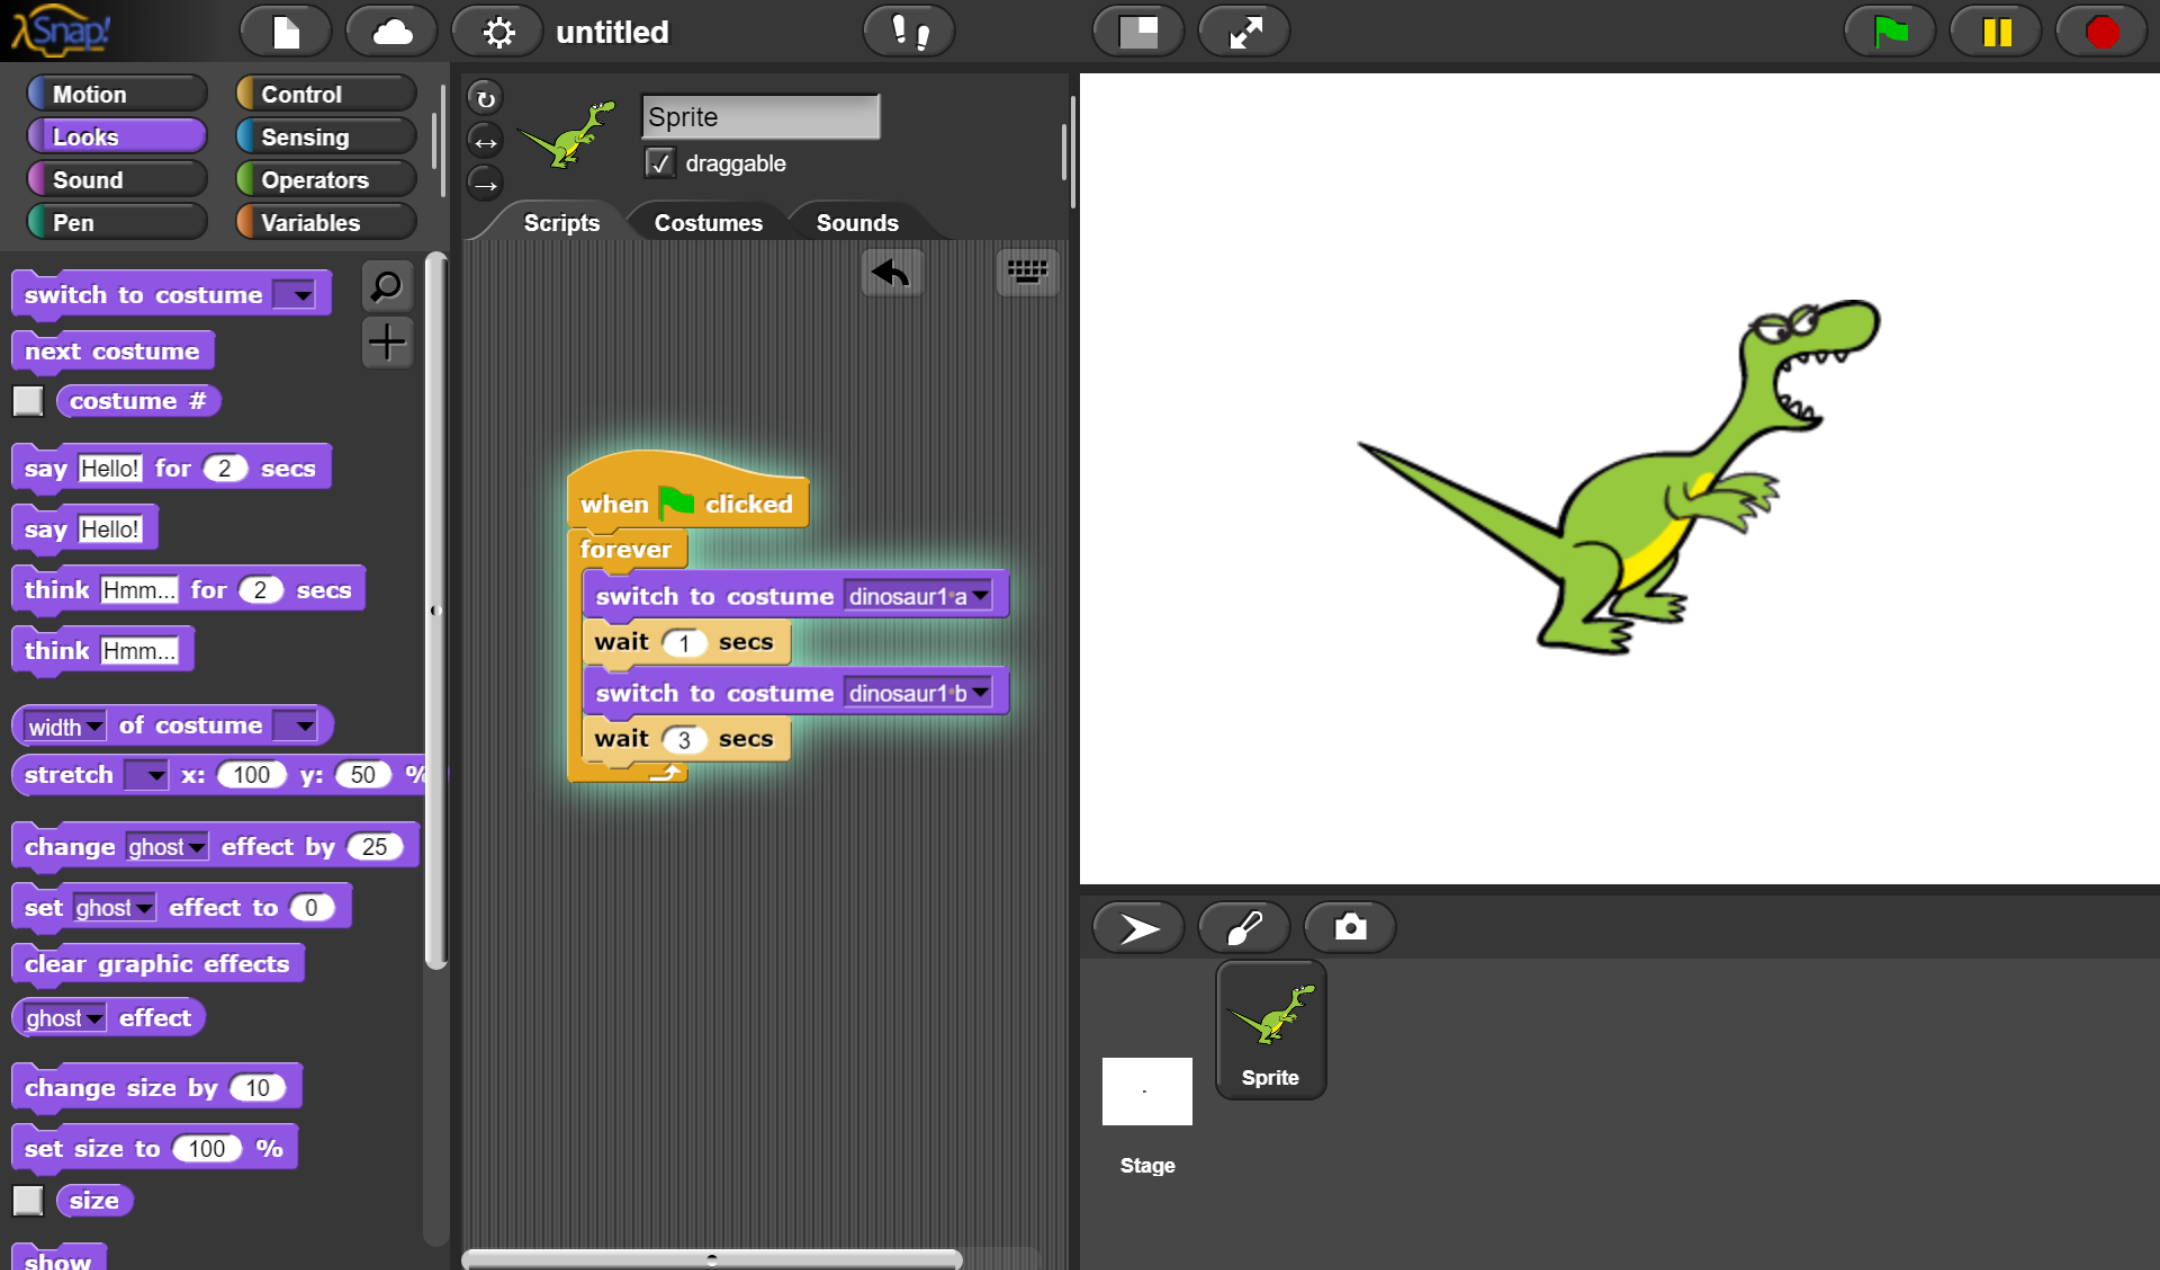 λSnap!
untitled
Motion
Control
Looks
Sensing
Sound
Operators
Pen
Variables
switch to costume
next costume
costume #
say Hello! for 2 secs
say Hello!
think Hmm... for 2 secs
think Hmm...
width of costume
stretch x: 100 y: 50 %
change ghost effect by 25
set ghost effect to 0
clear graphic effects
ghost effect
change size by 10
set size to 100 %
size
show
Sprite
draggable
Scripts
Costumes
Sounds
when clicked
forever
switch to costume dinosaur1 a
wait 1 secs
switch to costume dinosaur1 b
wait 3 secs
Sprite
Stage